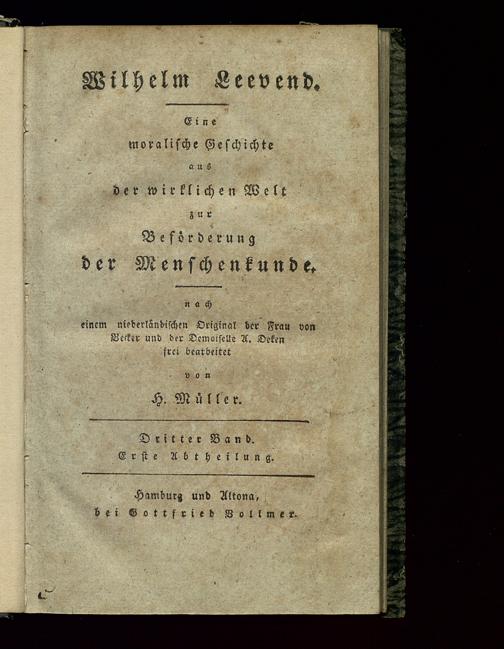 Wilhelm Leevend.
Eine
moralische Geschichte
aus
der wirklichen Welt
zur
Beförderung
der Menschenkunde,
nach
einem niederländischen Original der Frau von
Becker und der Demoiselle A. Deken
frei bearbeitet
von
H. Müller.
Dritter Band.
Erste Abtheilung.
Hamburg und Altona,
bei Gottfried Vollmer.